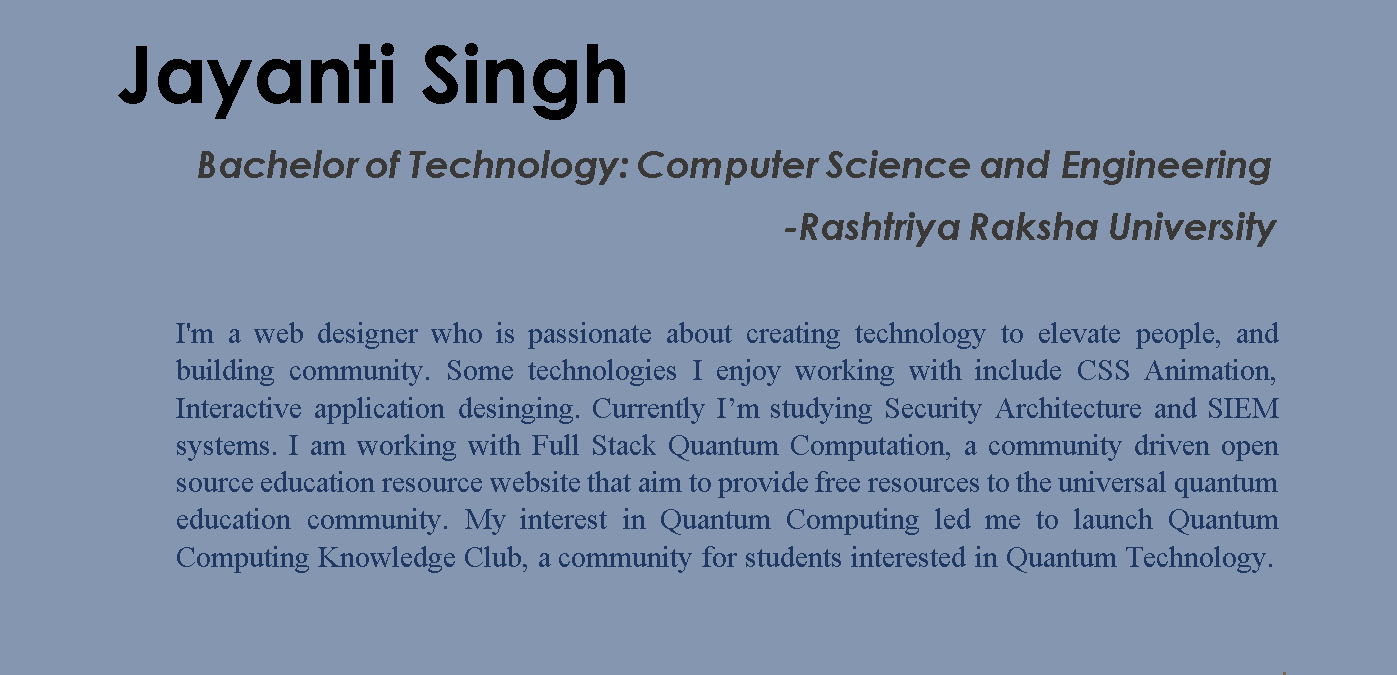 Jayanti Singh
Bachelor of Technology: Computer Science and Engineering
-Rashtriya Raksha University
I'm a web designer who is passionate about creating technology to elevate people, and
building community. Some technologies I enjoy working with include CSS Animation,
Interactive application desinging. Currently I’m studying Security Architecture and SIEM
systems. I am working with Full Stack Quantum Computation, a community driven open
source education resource website that aim to provide free resources to the universal quantum
education community. My interest in Quantum Computing led me to launch Quantum
Computing Knowledge Club, a community for students interested in Quantum Technology.